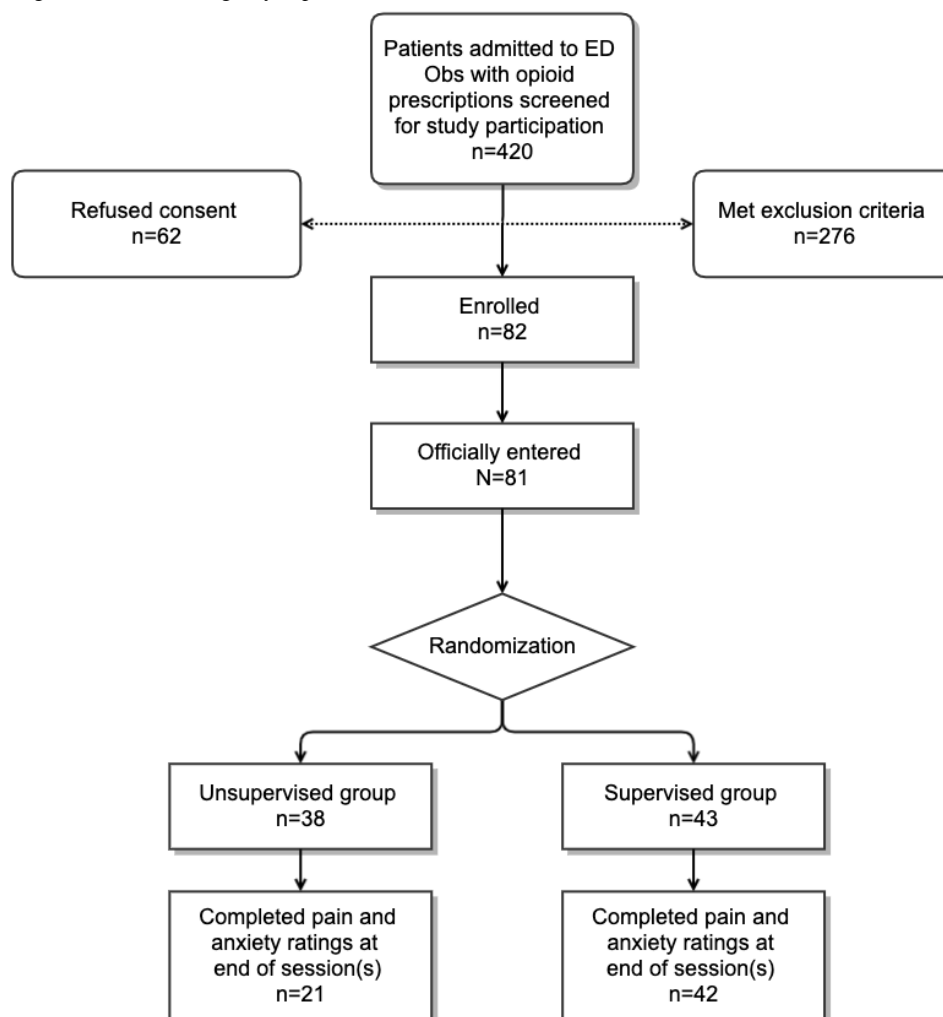 Patients admitted to ED
Obs with opioid
prescriptions screened
for study participation
n=420
Refused consent
n=62
Met exclusion criteria
n=276
Enrolled
n=82
Officially entered
N=81
Randomization
Unsupervised group
n=38
Supervised group
n=43
Completed pain and
anxiety ratings at
end of session(s)
n=21
Completed pain and
anxiety ratings at
end of session(s)
n=42